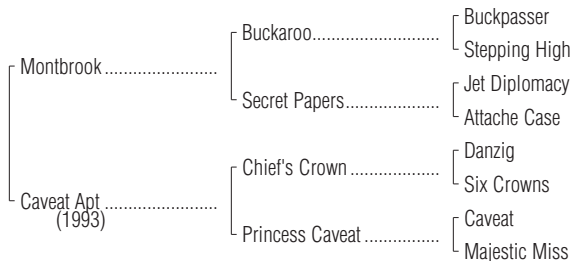 Buckpasser
Buckaroo.................................
Stepping High
Montbrook .............................
Jet Diplomacy
Secret Papers........................
Attache Case
Danzig
Chief's Crown .......................
Six Crowns
Caveat Apt .............................
(1993)
Caveat
Princess Caveat ...................
Majestic Miss